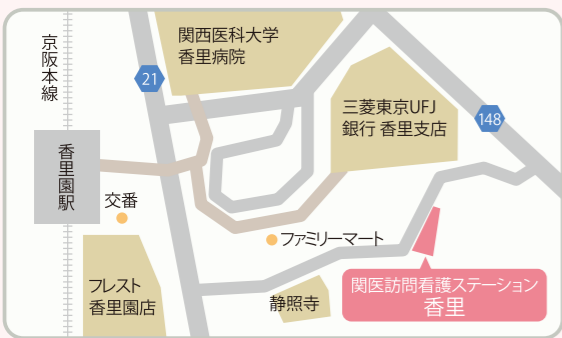 京阪本線
21
関西医科大学
香里病院
三菱東京UFJ
銀行 香里支店
148
香里園駅
交番
ファミリーマート
フレスト
香里園店
静照寺
関医訪問看護ステーション
香里